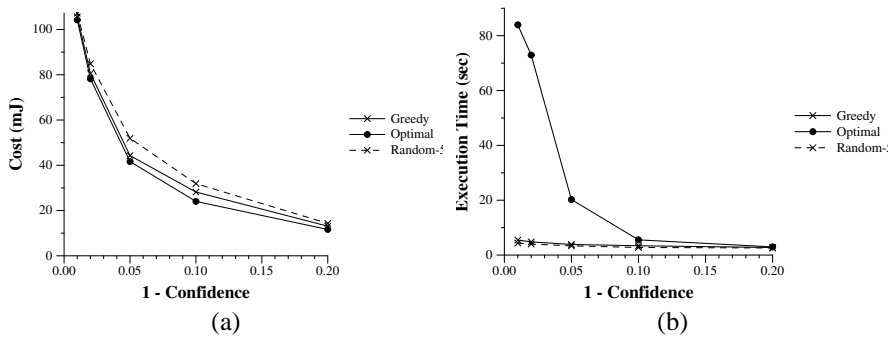 100
80
60
40
20
0
0.00 0.05 0.10 0.15 0.20
Cost (mJ)
1 - Confidence
Greedy
Optimal
(a)
80
60
40
20
0
0.00 0.05 0.10 0.15 0.20
Execution Time (sec)
1 - Confidence
Greedy
Optimal
(b)